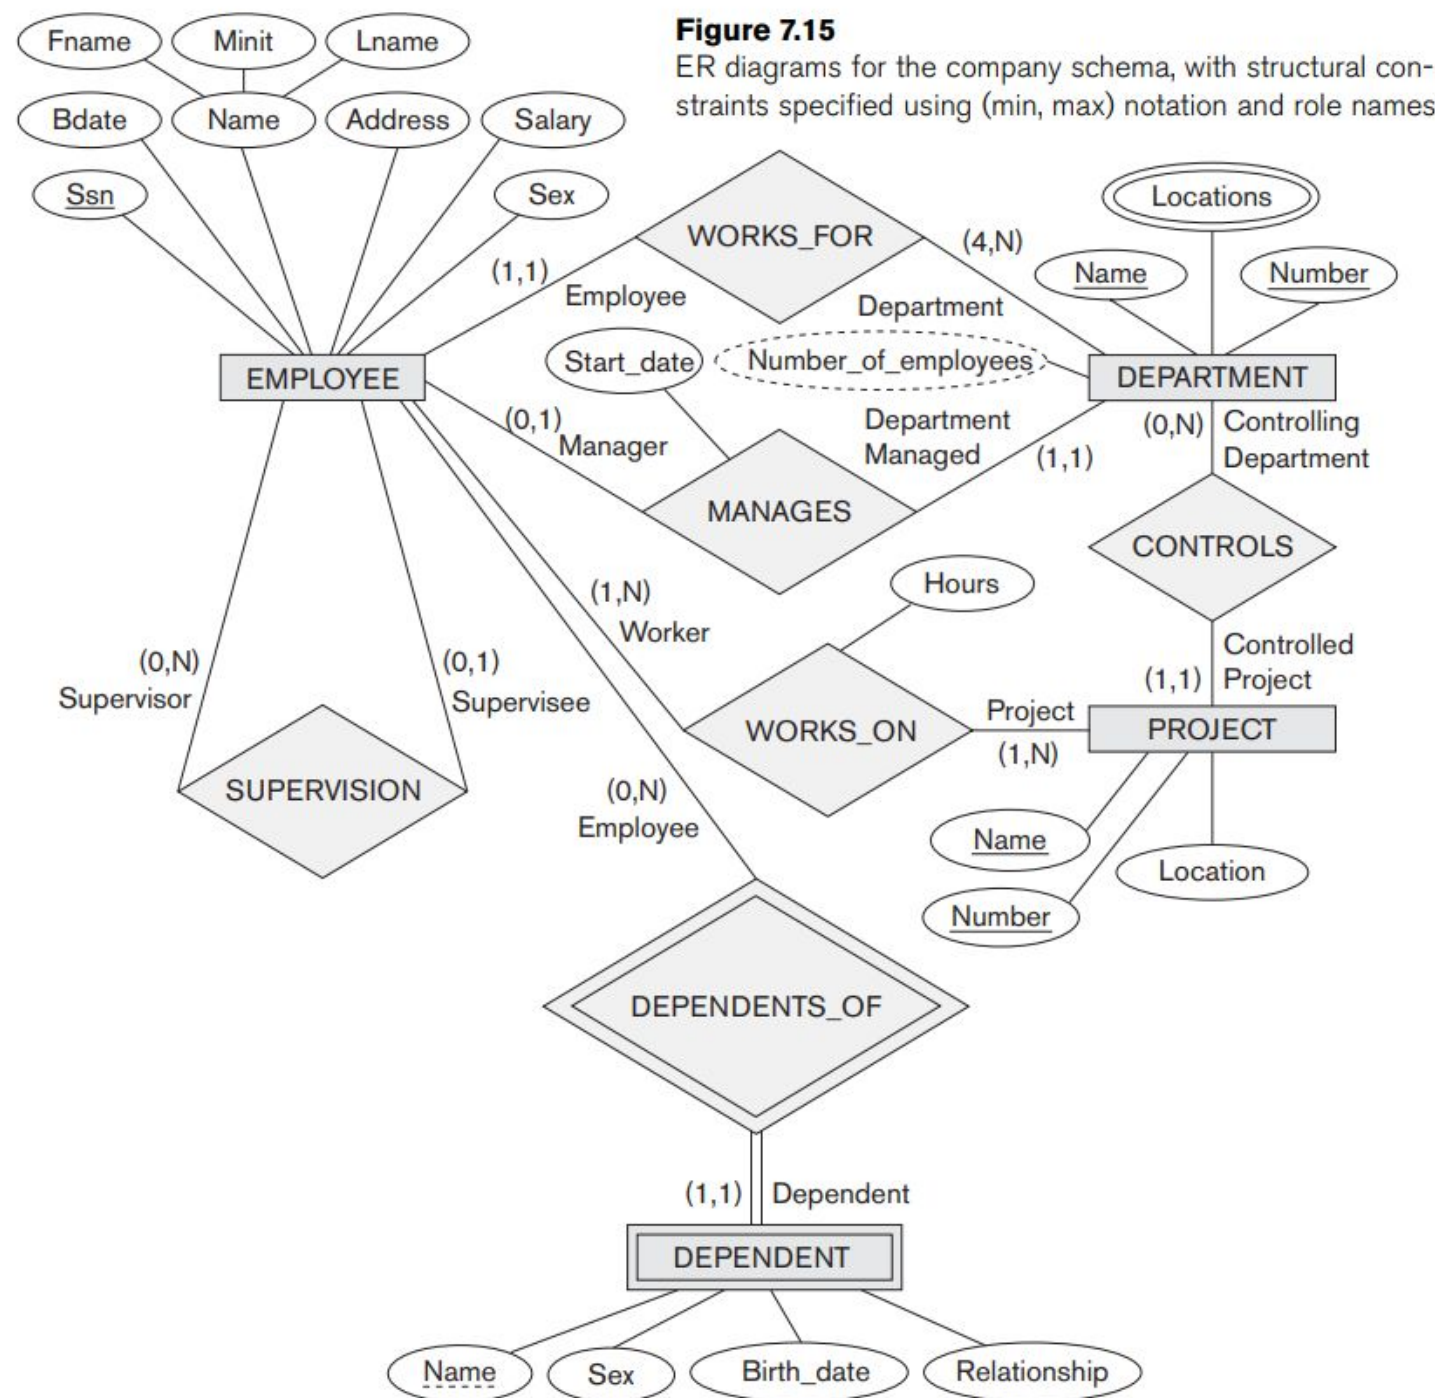 Figure 7.15
ER diagrams for the company schema, with structural con-
straints specified using (min, max) notation and role names
Fname
Minit
Lname
Bdate
Name
Address
Salary
Ssn
Sex
WORKS_FOR
(4,N)
Locations
Name
Number
(1,1)
Employee
Department
Start_date
Number_of_employees
EMPLOYEE
DEPARTMENT
(0,1)
Manager
Department
Managed
(1,1)
(0,N)
Controlling
Department
MANAGES
CONTROLS
Hours
(1,N)
Worker
(0,N)
Supervisor
(0,1)
Supervisee
Controlled
Project
(1,1)
Project
(1,N)
WORKS_ON
PROJECT
SUPERVISION
(0,N)
Employee
Name
Location
Number
DEPENDENTS_OF
(1,1)
Dependent
DEPENDENT
Name
Sex
Birth_date
Relationship